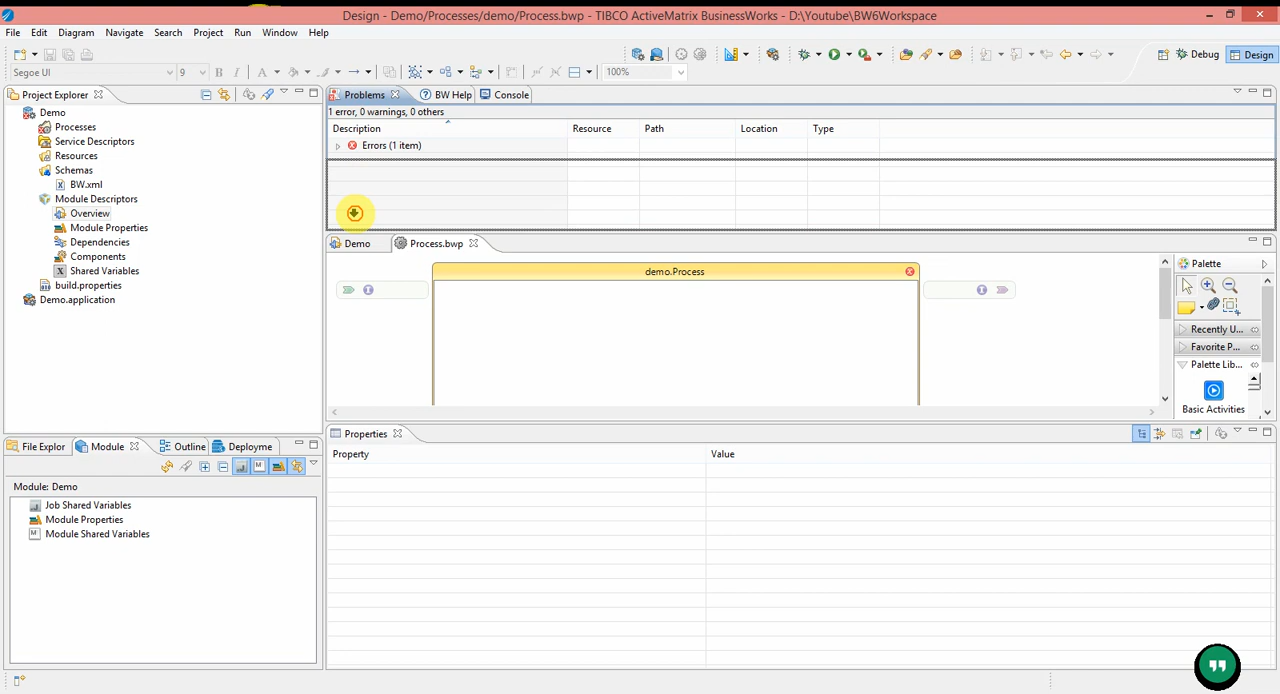 Design - Demo/Processes/demo/Process.bwp - TIBCO ActiveMatrix BusinessWorks - D:\Youtube\BW6Workspace
File Edit Diagram Navigate Search Project Run Window Help
Debug Design
Segoe UI 9 B I A 100%
Project Explorer
Demo
Processes
Service Descriptors
Resources
Schemas
BW.xml
Module Descriptors
Overview
Module Properties
Dependencies
Components
Shared Variables
build.properties
Demo.application
Problems BW Help Console
1 error, 0 warnings, 0 others
Description Resource Path Location Type
Errors (1 item)
Demo Process.bwp
demo.Process
Palette
Recently U...
Favorite P...
Palette Lib...
Basic Activities
File Explor Module Outline Deployme
Module: Demo
Job Shared Variables
Module Properties
Module Shared Variables
Properties
Property Value